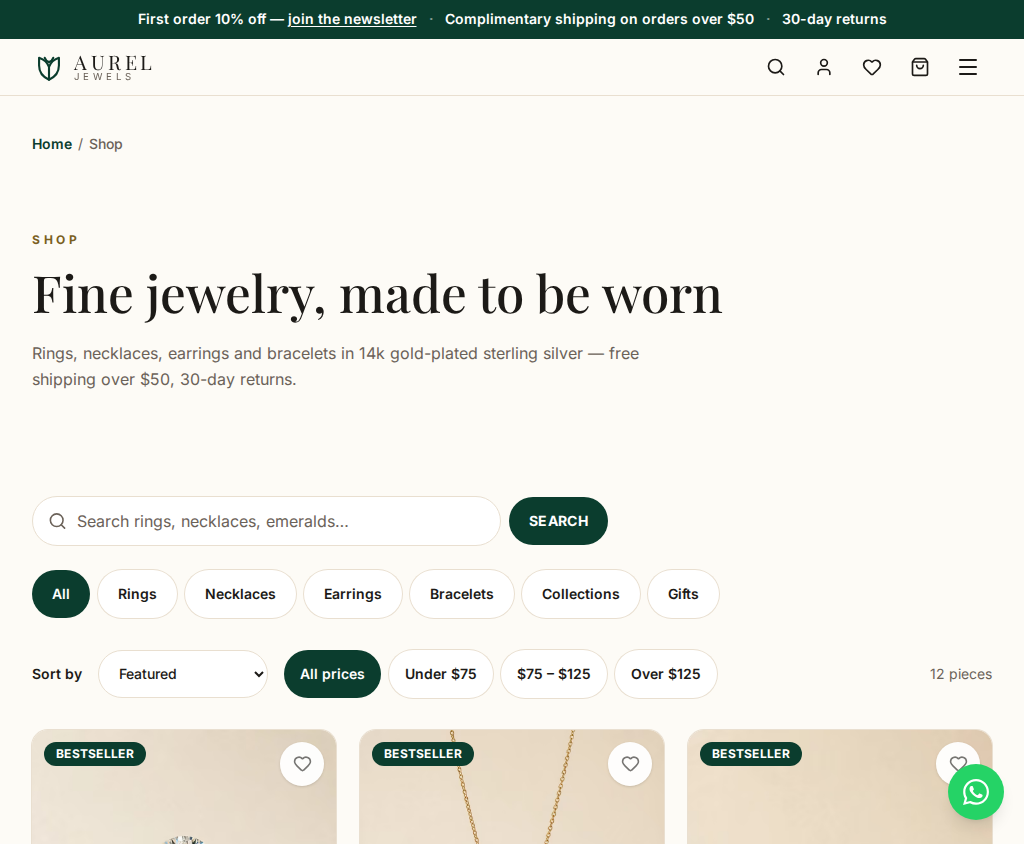 First order 10% off — join the newsletter · Complimentary shipping on orders over $50 · 30-day returns
AUREL
JEWELS
Home / Shop
SHOP
Fine jewelry, made to be worn
Rings, necklaces, earrings and bracelets in 14k gold-plated sterling silver — free
shipping over $50, 30-day returns.
Search rings, necklaces, emeralds... SEARCH
All Rings Necklaces Earrings Bracelets Collections Gifts
Sort by Featured All prices Under $75 $75 – $125 Over $125 12 pieces
BESTSELLER BESTSELLER BESTSELLER